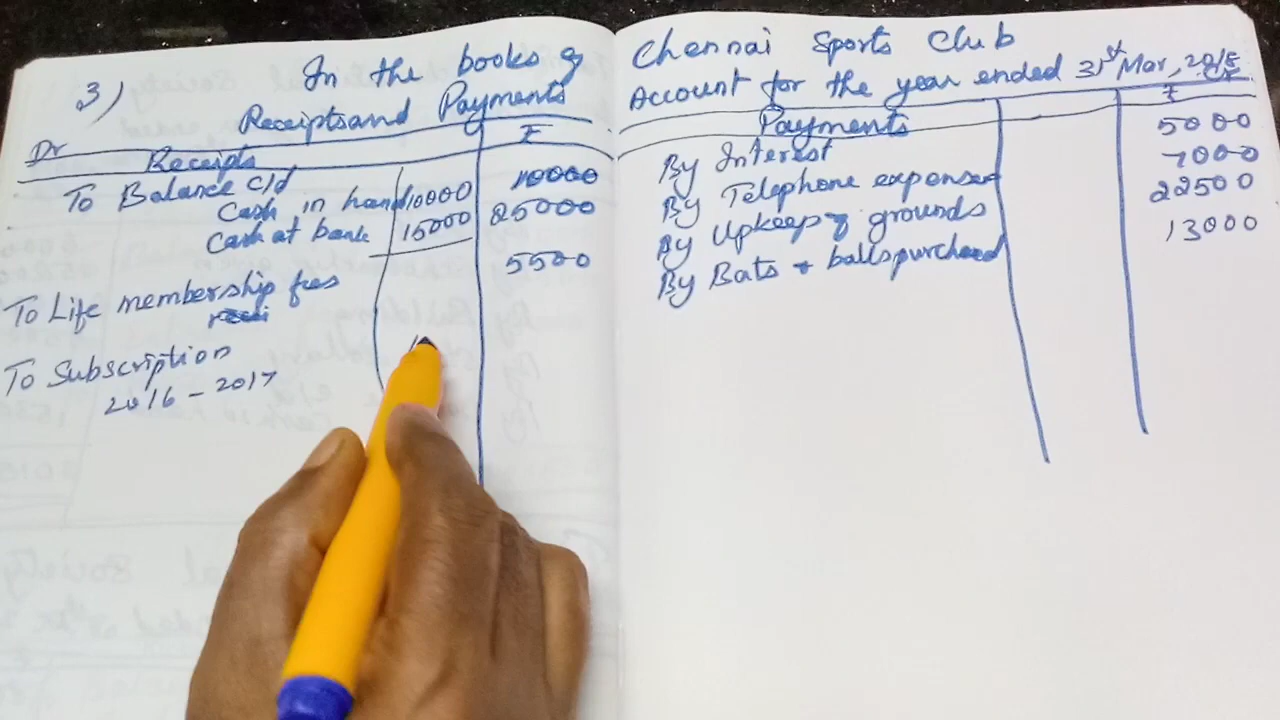 3)
In the books of Chennai Sports Club
Receipts and Payments Account for the year ended 31st Mar, 2018
Dr
Receipts ₹
To Balance c/d 10000
Cash in hand 10000
Cash at bank 15000 25000
To Life membership fees 5500
To Subscription
2016 - 2017
Payments ₹
By Interest 5000
By Telephone expenses 7000
By Upkeep of grounds 22500
By Bats & balls purchased 13000